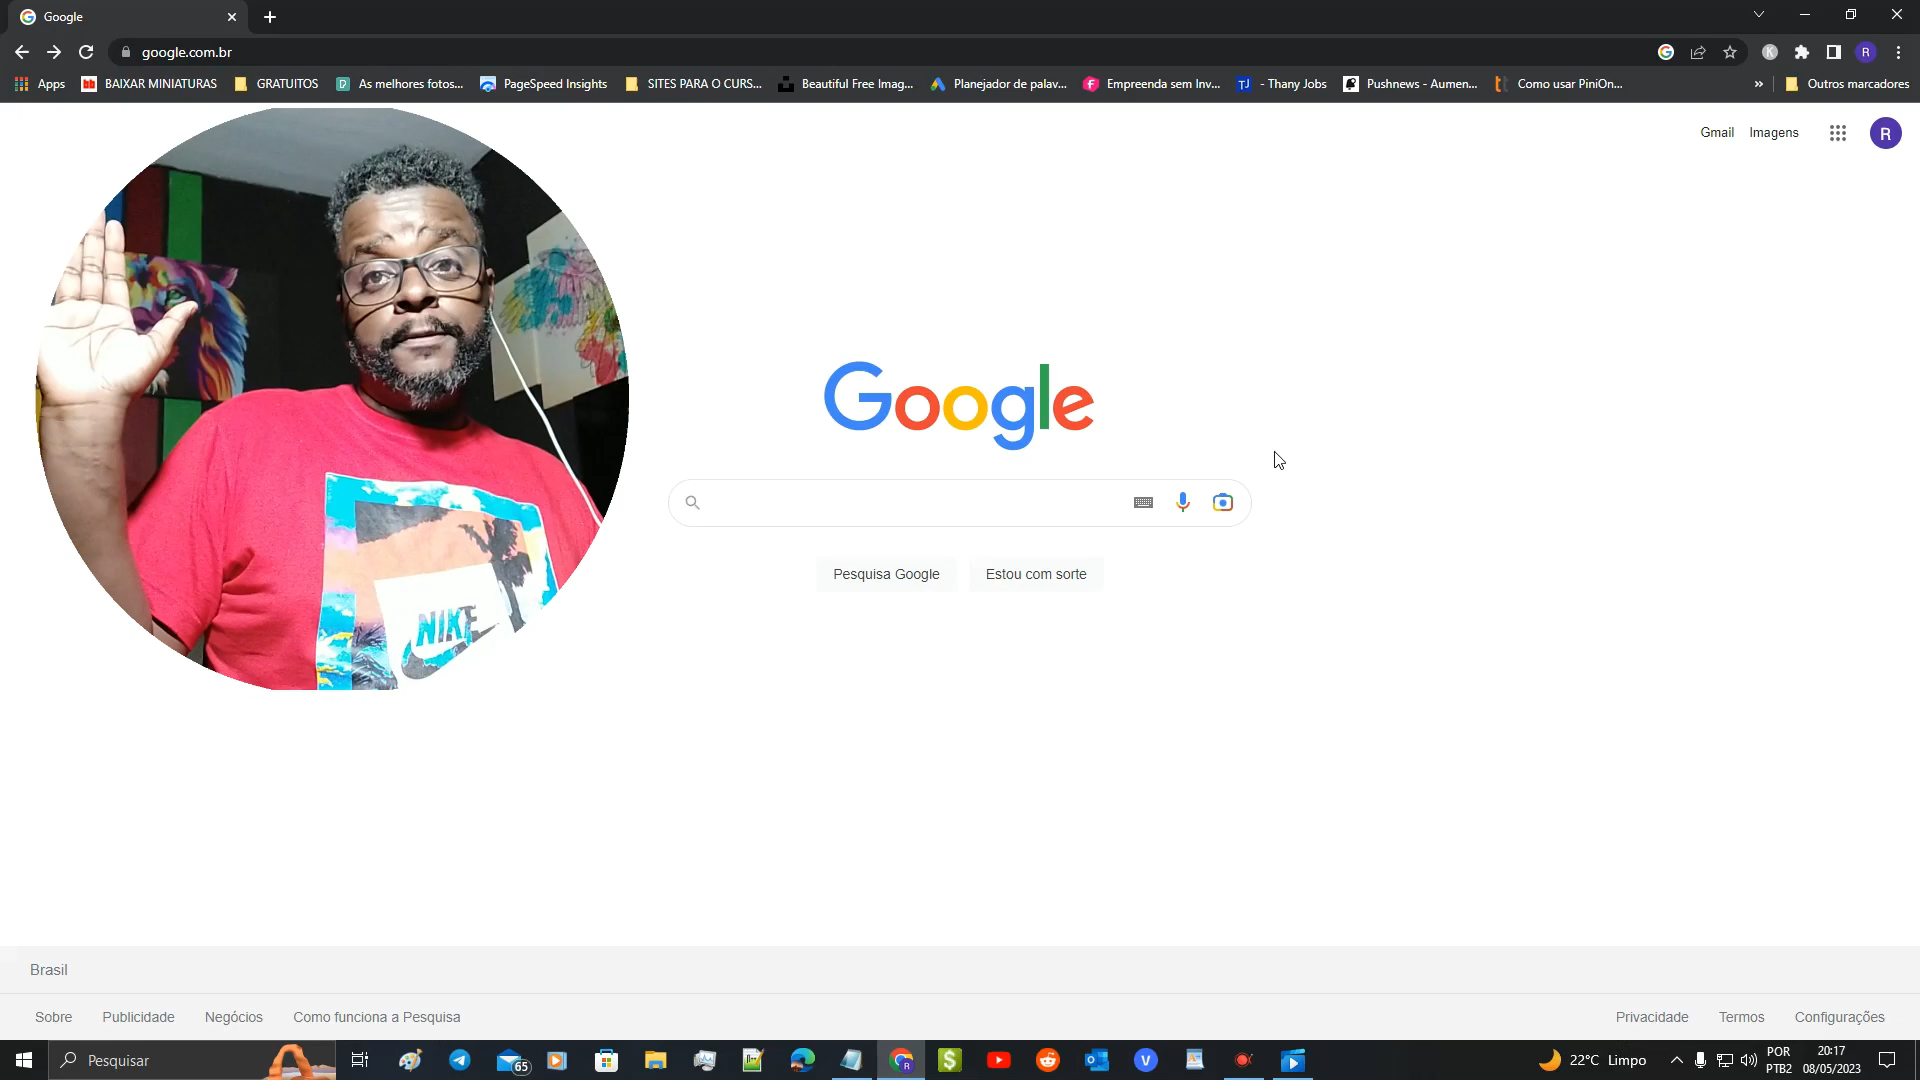 Google
google.com.br
Apps
BAIXAR MINIATURAS
GRATUITOS
As melhores fotos...
PageSpeed Insights
SITES PARA O CURS...
Beautiful Free Imag...
Planejador de palav...
Empreenda sem Inv...
TJ
- Thany Jobs
Pushnews - Aumen...
Como usar PiniOn...
»
Outros marcadores
Gmail
Imagens
R
NIKE
Google
Pesquisa Google
Estou com sorte
Brasil
Sobre
Publicidade
Negócios
Como funciona a Pesquisa
Privacidade
Termos
Configurações
Pesquisar
65
22°C Limpo
POR
PTB2
20:17
08/05/2023